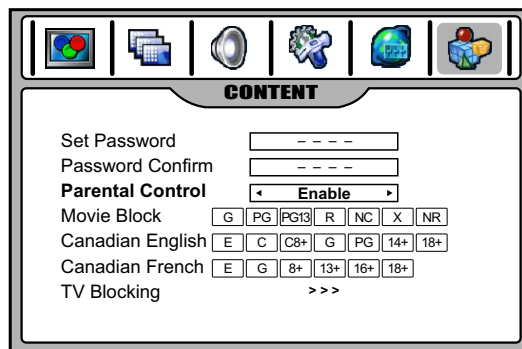 CONTENT
Set Password – – – –
Password Confirm – – – –
Parental Control ◂ Enable ▸
Movie Block G PG PG13 R NC X NR
Canadian English E C C8+ G PG 14+ 18+
Canadian French E G 8+ 13+ 16+ 18+
TV Blocking >>>